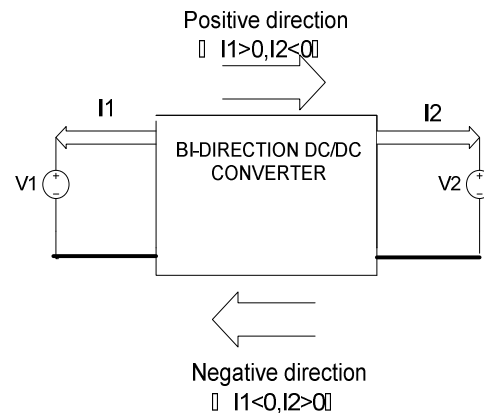 Positive direction
▯ I1>0,I2<0▯
I1
I2
BI-DIRECTION DC/DC
CONVERTER
V1
+
−
V2
+
−
Negative direction
▯ I1<0,I2>0▯